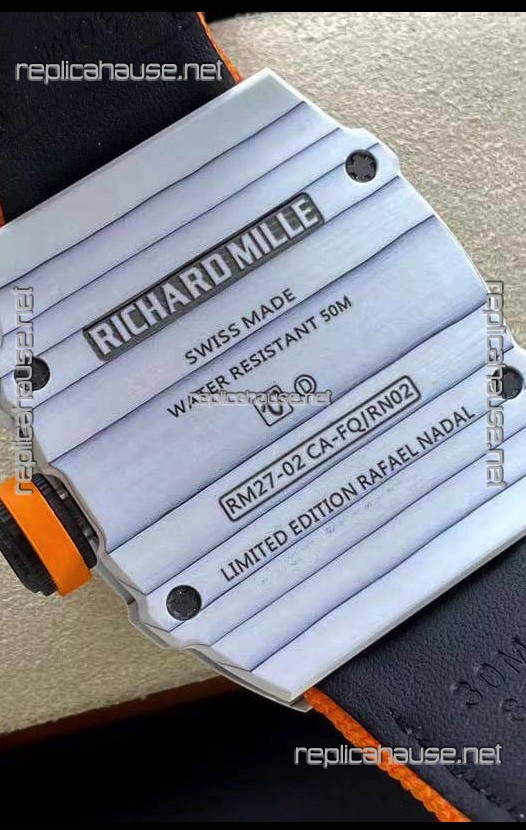 replicahause.net
RICHARD MILLE
SWISS MADE
WATER RESISTANT 50M
replicahause.net
D
RM27-02 CA-FQ/RN02
LIMITED EDITION RAFAEL NADAL
replicahause.net
replicahause.net
30M
replicahause.net